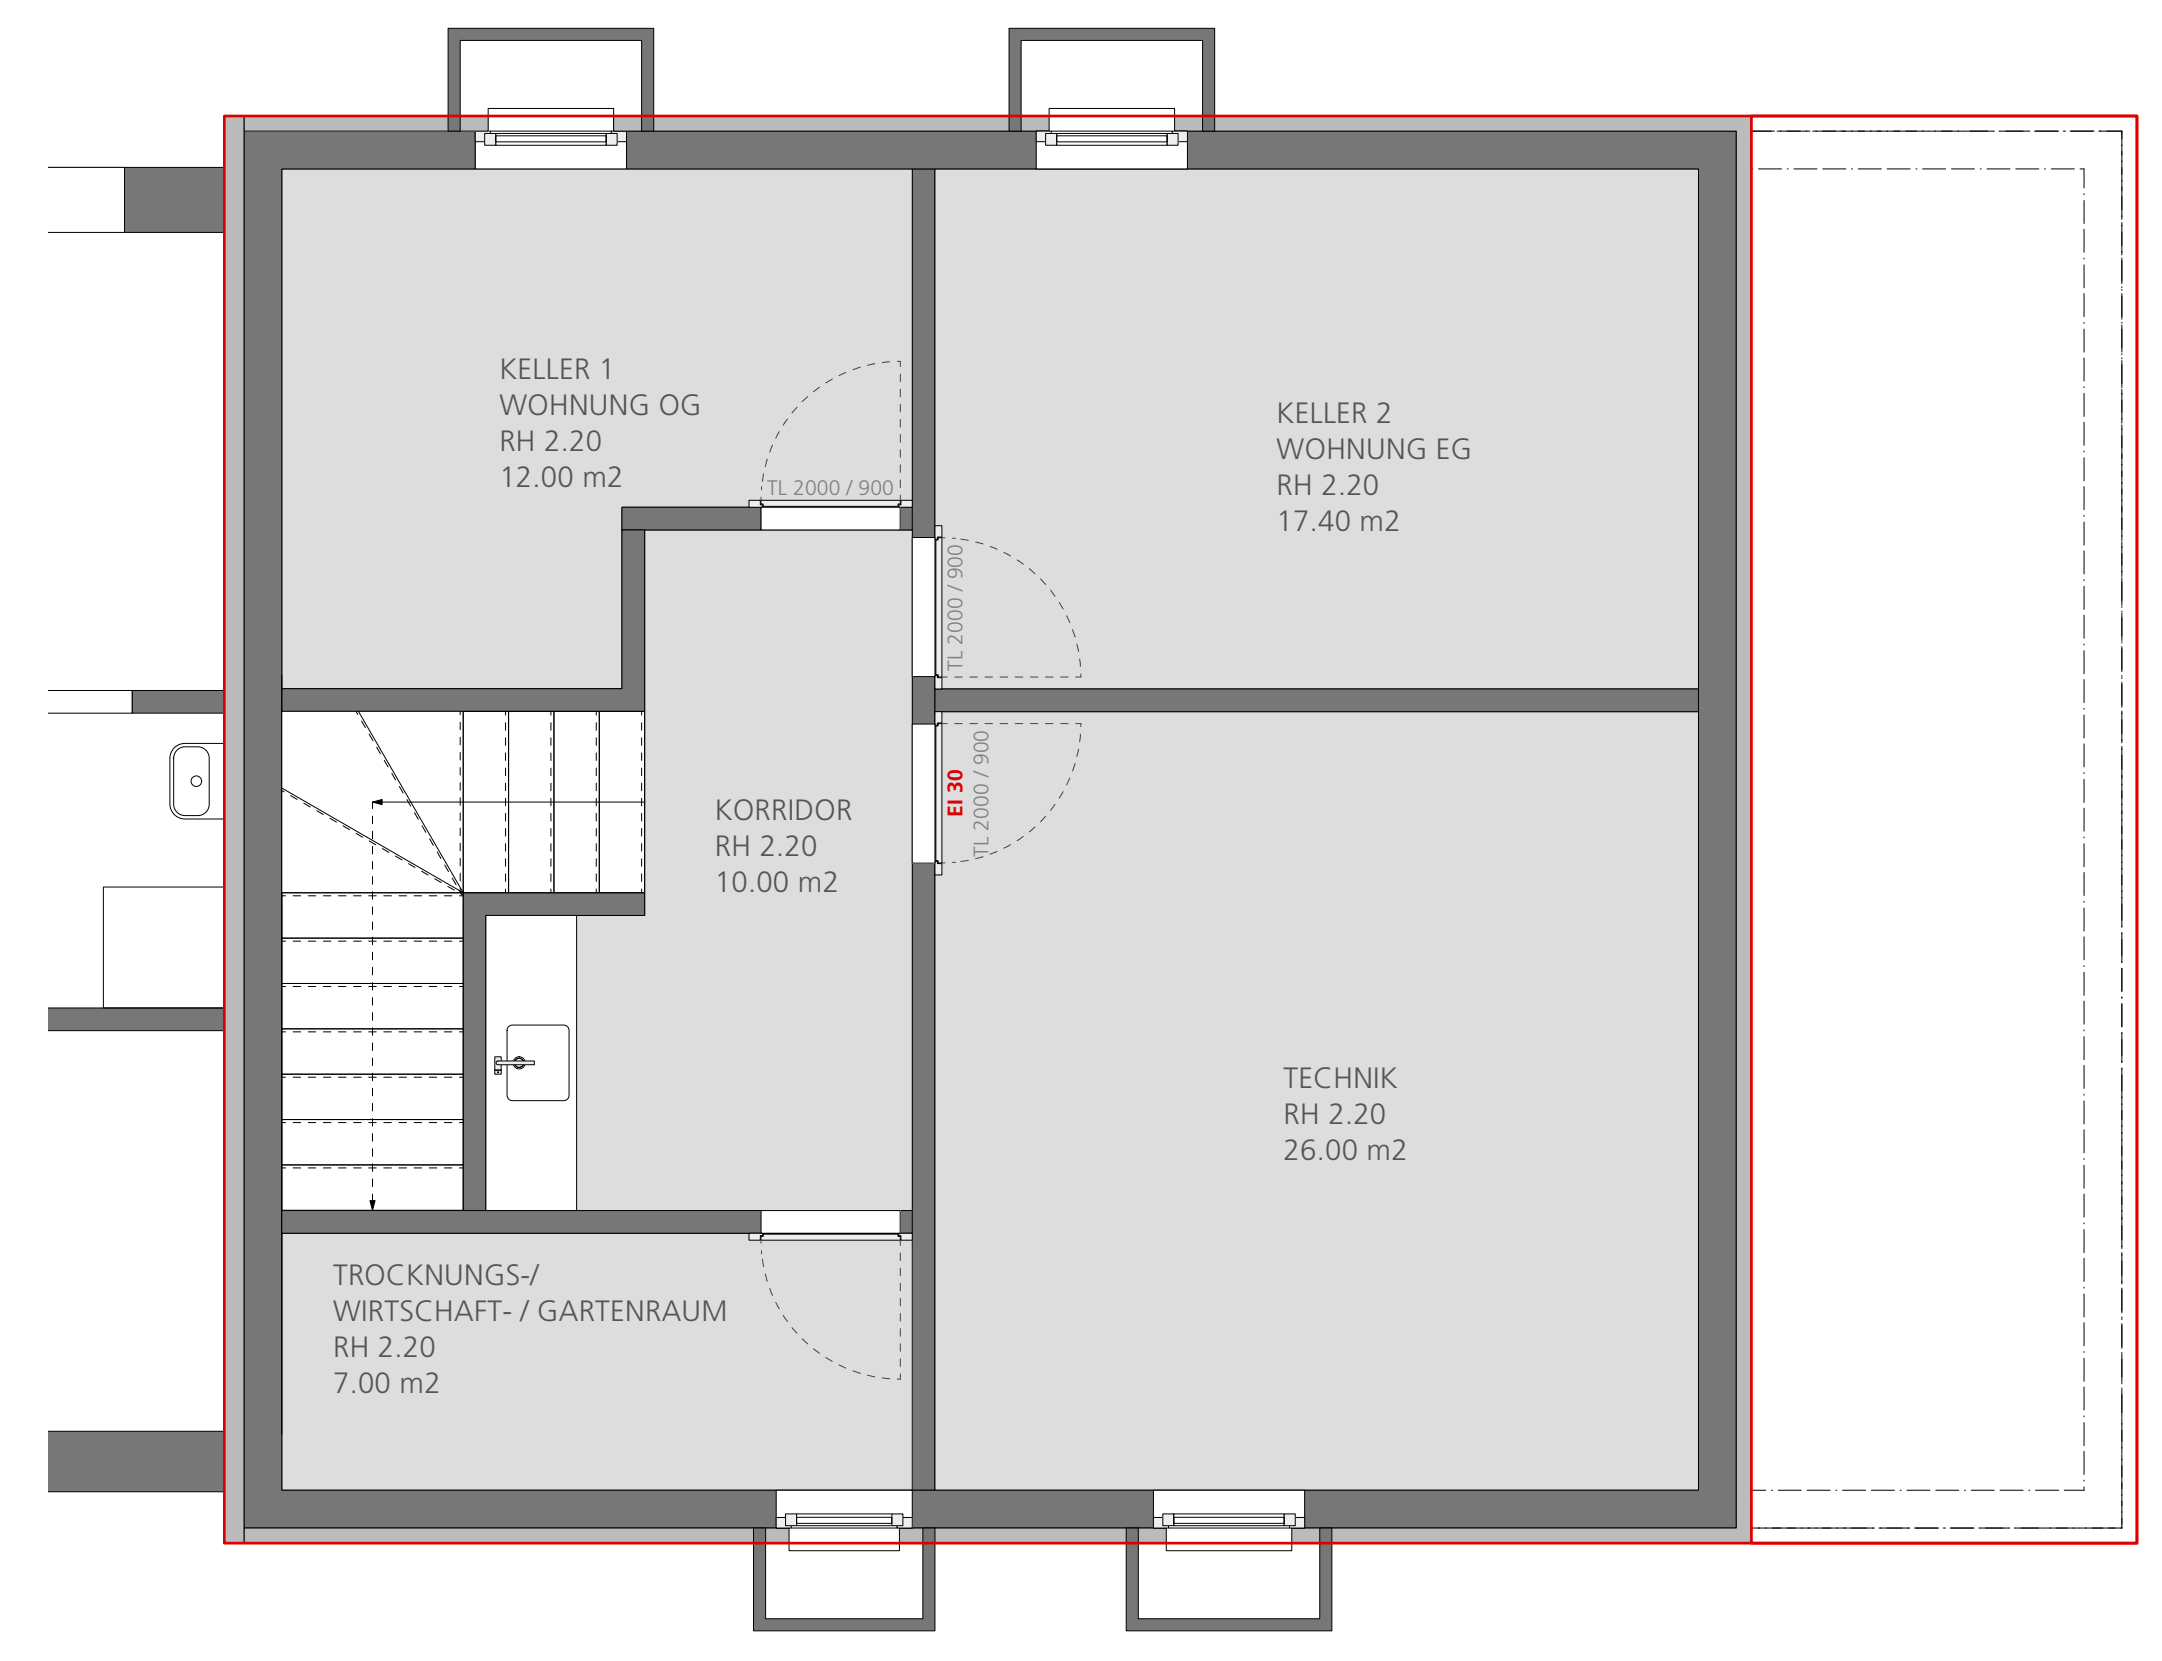 KELLER 1
WOHNUNG OG
RH 2.20
12.00 m2
TL 2000 / 900
KELLER 2
WOHNUNG EG
RH 2.20
17.40 m2
TL 2000 / 900
EI 30
TL 2000 / 900
KORRIDOR
RH 2.20
10.00 m2
TECHNIK
RH 2.20
26.00 m2
TROCKNUNGS-/
WIRTSCHAFT- / GARTENRAUM
RH 2.20
7.00 m2